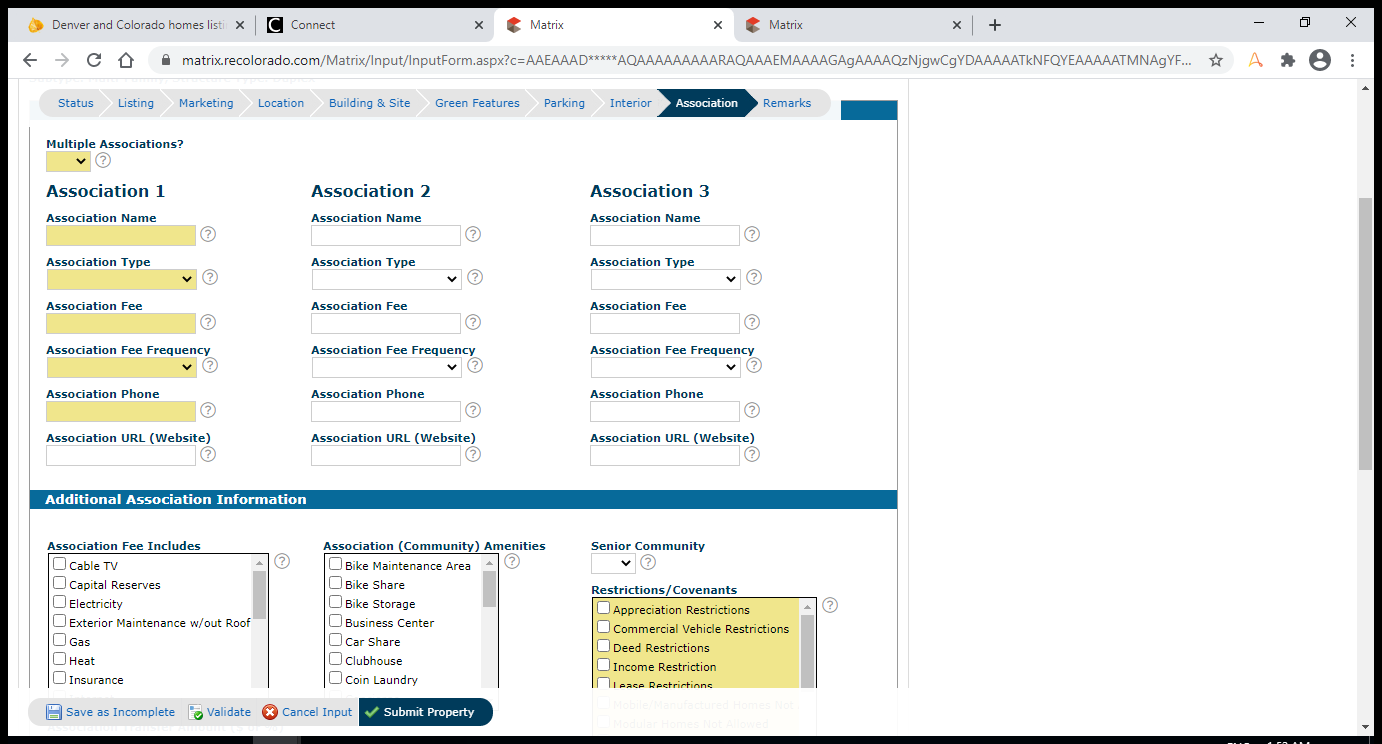 Denver and Colorado homes listi
Connect
Matrix
Matrix
matrix.recolorado.com/Matrix/Input/InputForm.aspx?c=AAEAAAD*****AQAAAAAAAAARAQAAAEMAAAAGAgAAAAQzNjgwCgYDAAAAATkNFQYEAAAAATMNAgYF...
Status
Listing
Marketing
Location
Building & Site
Green Features
Parking
Interior
Association
Remarks
Multiple Associations?
Association 1
Association 2
Association 3
Association Name
Association Name
Association Name
Association Type
Association Type
Association Type
Association Fee
Association Fee
Association Fee
Association Fee Frequency
Association Fee Frequency
Association Fee Frequency
Association Phone
Association Phone
Association Phone
Association URL (Website)
Association URL (Website)
Association URL (Website)
Additional Association Information
Association Fee Includes
Cable TV
Capital Reserves
Electricity
Exterior Maintenance w/out Roof
Gas
Heat
Insurance
Association (Community) Amenities
Bike Maintenance Area
Bike Share
Bike Storage
Business Center
Car Share
Clubhouse
Coin Laundry
Senior Community
Restrictions/Covenants
Appreciation Restrictions
Commercial Vehicle Restrictions
Deed Restrictions
Income Restriction
Lease Restrictions
Mobile/Manufactured Homes Not
Modular Homes Not Allowed
Save as Incomplete
Validate
Cancel Input
Submit Property